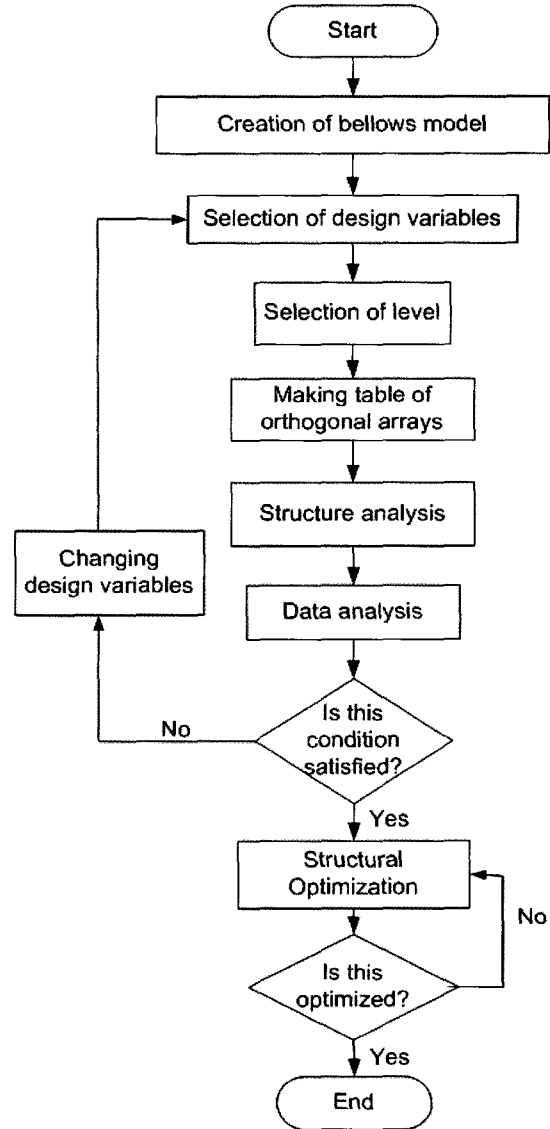 Start
Creation of bellows model
Selection of design variables
Selection of level
Making table of
orthogonal arrays
Structure analysis
Changing
design variables
Data analysis
Is this
condition
satisfied?
No
Yes
Structural
Optimization
No
Is this
optimized?
Yes
End